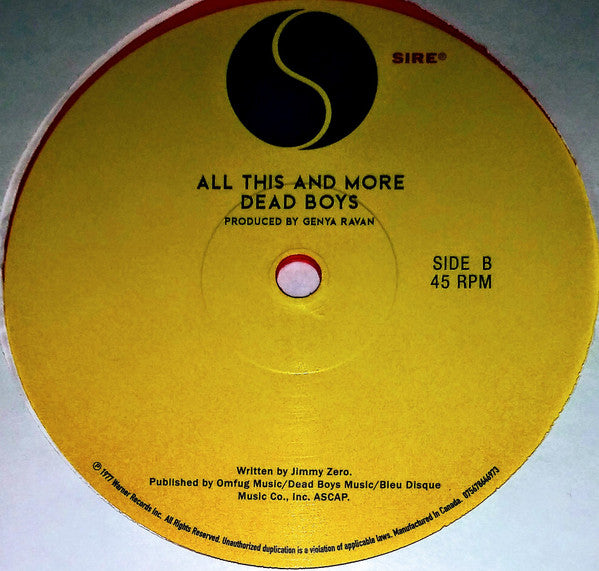 SIRE®
ALL THIS AND MORE
DEAD BOYS
PRODUCED BY GENYA RAVAN
SIDE B
45 RPM
Written by Jimmy Zero.
Published by Omfug Music/Dead Boys Music/Bleu Disque
Music Co., Inc. ASCAP.
℗ 1977 Warner Records Inc. All Rights Reserved. Unauthorized duplication is a violation of applicable laws. Manufactured in Canada. 075678666973